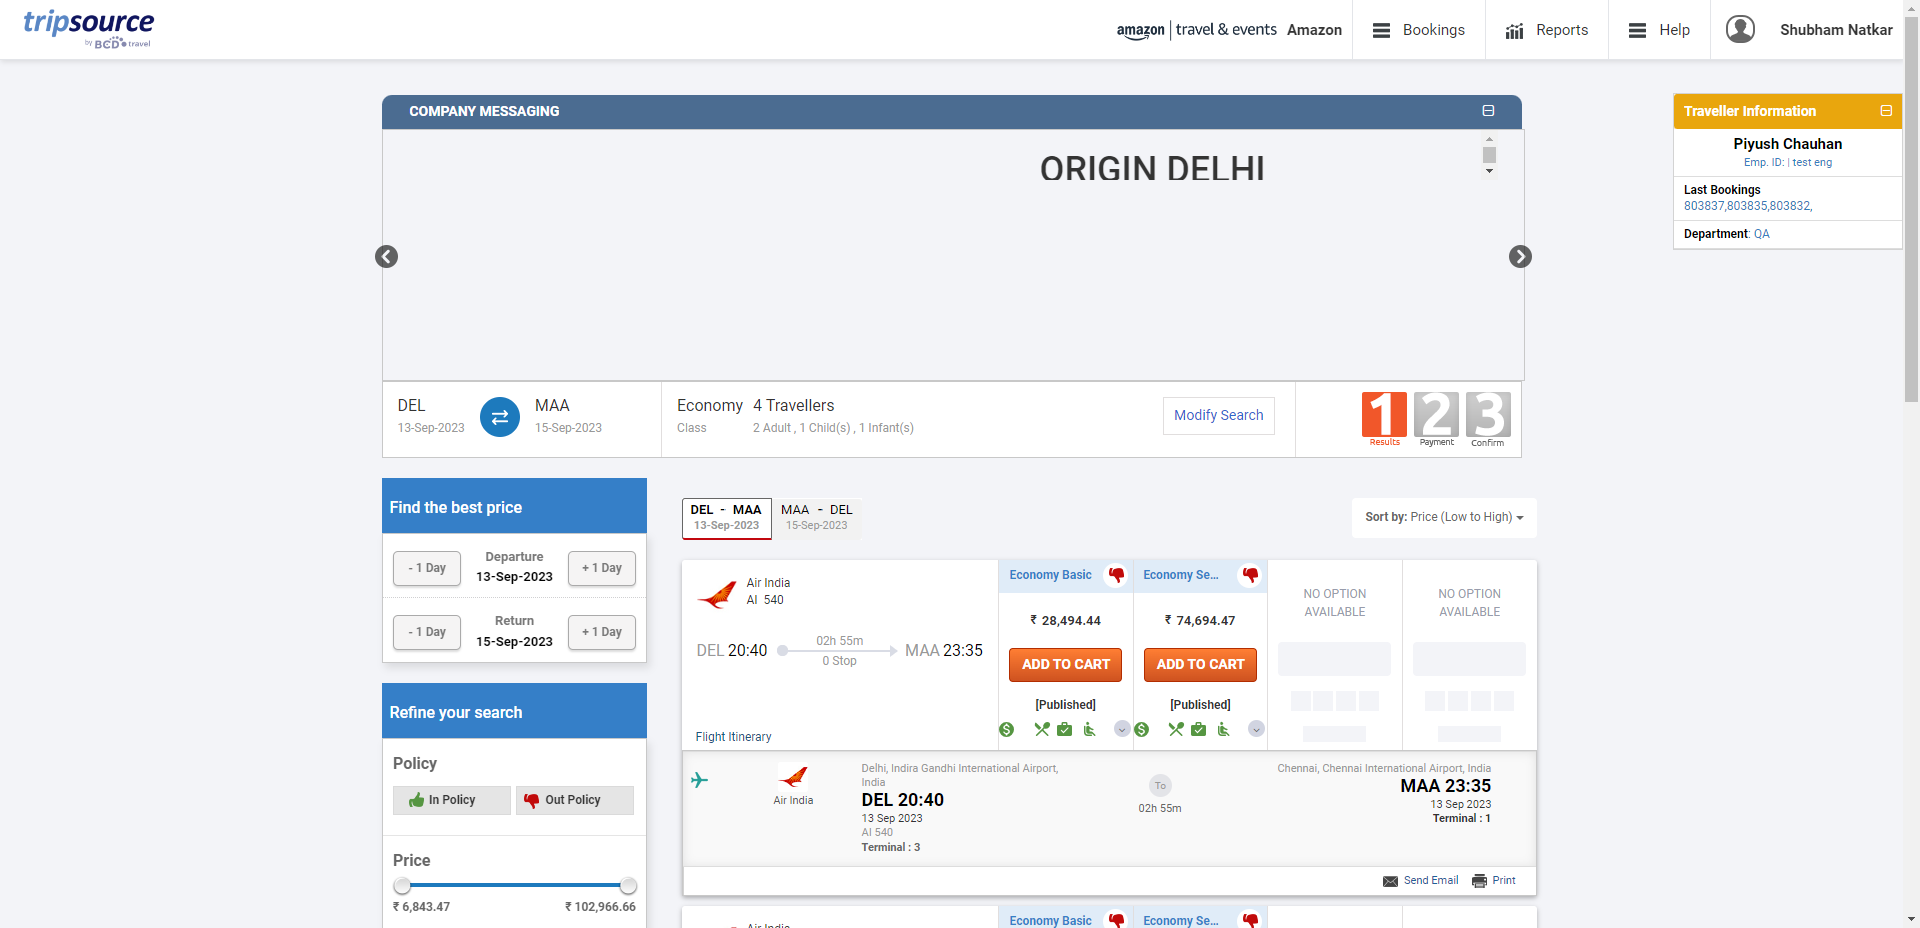 tripsource
by BCD travel
amazon | travel & events Amazon
Bookings
Reports
Help
Shubham Natkar
COMPANY MESSAGING
ORIGIN DELHI
Traveller Information
Piyush Chauhan
Emp. ID: | test eng
Last Bookings
803837,803835,803832,
Department: QA
DEL
13-Sep-2023
MAA
15-Sep-2023
Economy
Class
4 Travellers
2 Adult , 1 Child(s) , 1 Infant(s)
Modify Search
1 Results
2 Payment
3 Confirm
Find the best price
- 1 Day
Departure
13-Sep-2023
+ 1 Day
- 1 Day
Return
15-Sep-2023
+ 1 Day
Refine your search
Policy
In Policy
Out Policy
Price
₹ 6,843.47
₹ 102,966.66
DEL - MAA
13-Sep-2023
MAA - DEL
15-Sep-2023
Sort by: Price (Low to High)
Air India
AI 540
DEL 20:40
02h 55m
0 Stop
MAA 23:35
Flight Itinerary
Economy Basic
₹ 28,494.44
ADD TO CART
[Published]
Economy Se...
₹ 74,694.47
ADD TO CART
[Published]
NO OPTION
AVAILABLE
NO OPTION
AVAILABLE
Air India
Delhi, Indira Gandhi International Airport,
India
DEL 20:40
13 Sep 2023
AI 540
Terminal : 3
To
02h 55m
Chennai, Chennai International Airport, India
MAA 23:35
13 Sep 2023
Terminal : 1
Send Email
Print
Air India
Economy Basic
Economy Se...